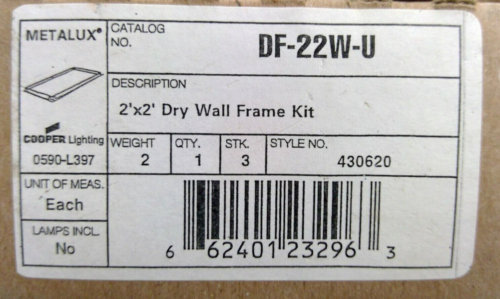 METALUX®
CATALOG NO.
DF-22W-U
DESCRIPTION
2'x2' Dry Wall Frame Kit
COOPER Lighting
0590-L397
WEIGHT
2
QTY.
1
STK.
3
STYLE NO.
430620
UNIT OF MEAS.
Each
LAMPS INCL.
No
6 62401 23296 3